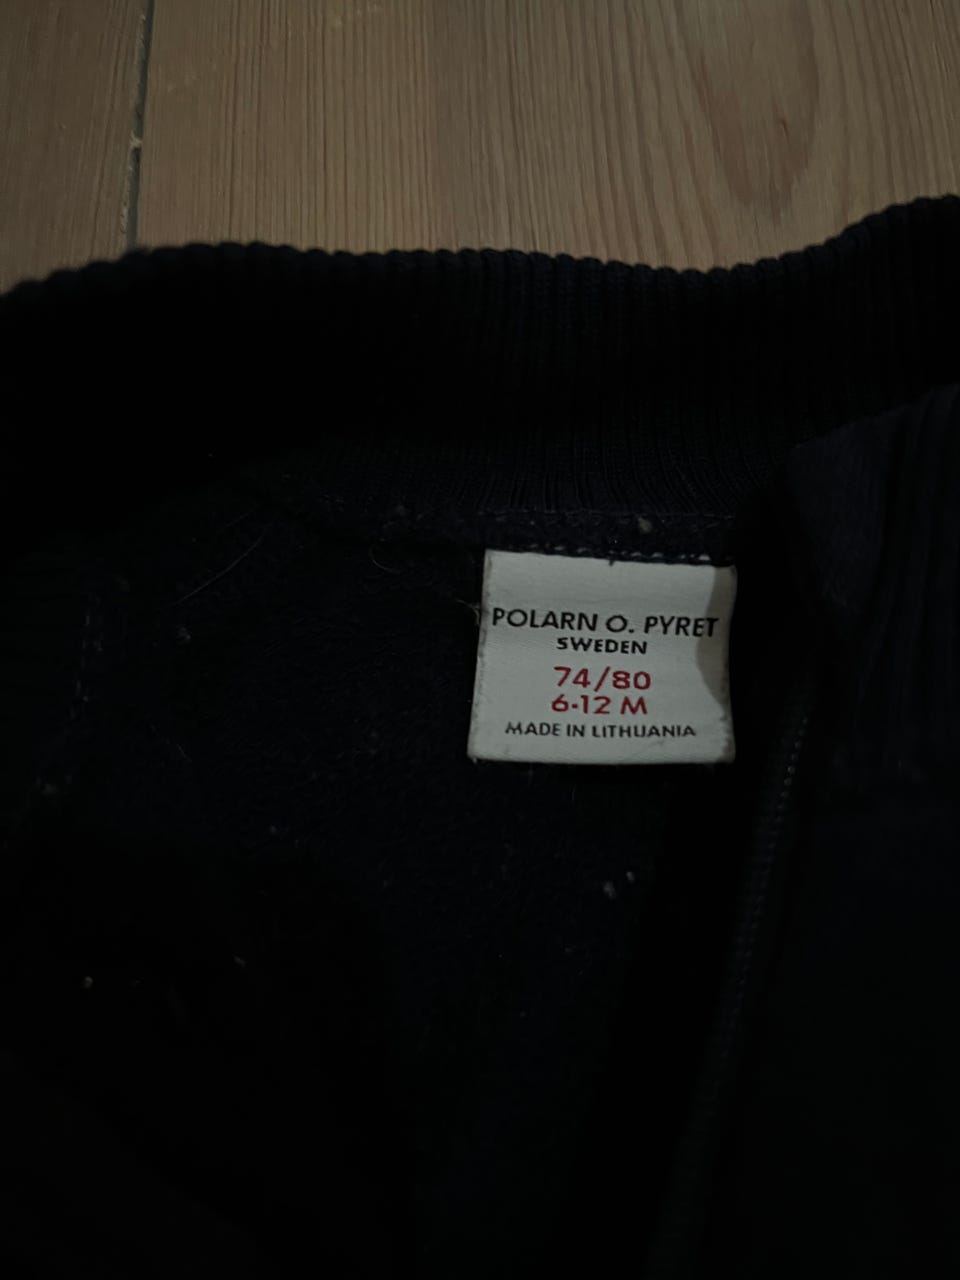 POLARN O. PYRET
SWEDEN
74/80
6-12 M
MADE IN LITHUANIA